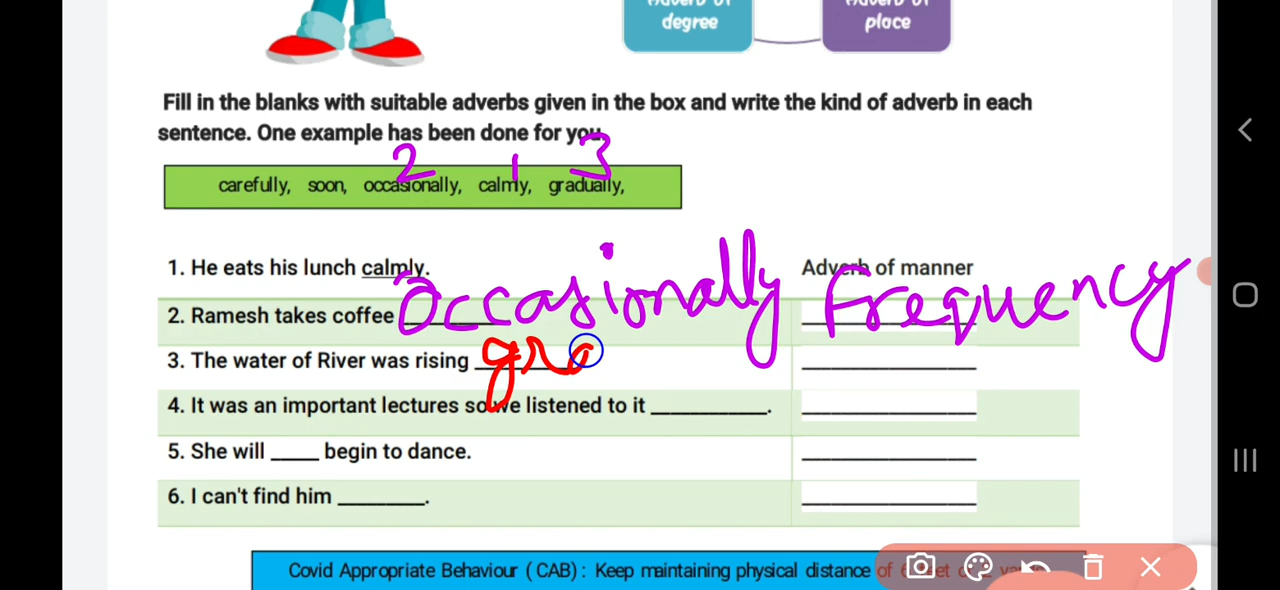 degree
place
Fill in the blanks with suitable adverbs given in the box and write the kind of adverb in each
sentence. One example has been done for you.
2 1 3
carefully, soon, occasionally, calmly, gradually,
1. He eats his lunch calmly. Adverb of manner
2. Ramesh takes coffee Occasionally Frequency
3. The water of River was rising gra
4. It was an important lectures so we listened to it ___________.
5. She will _____ begin to dance.
6. I can't find him ________.
Covid Appropriate Behaviour ( CAB) : Keep maintaining physical distance of